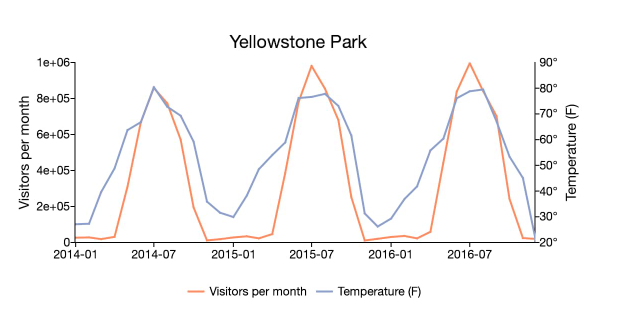 Yellowstone Park
Visitors per month
1e+06
8e+05
6e+05
4e+05
2e+05
0
90°
80°
70°
60°
50°
40°
30°
20°
Temperature (F)
2014-01 2014-07 2015-01 2015-07 2016-01 2016-07
Visitors per month Temperature (F)